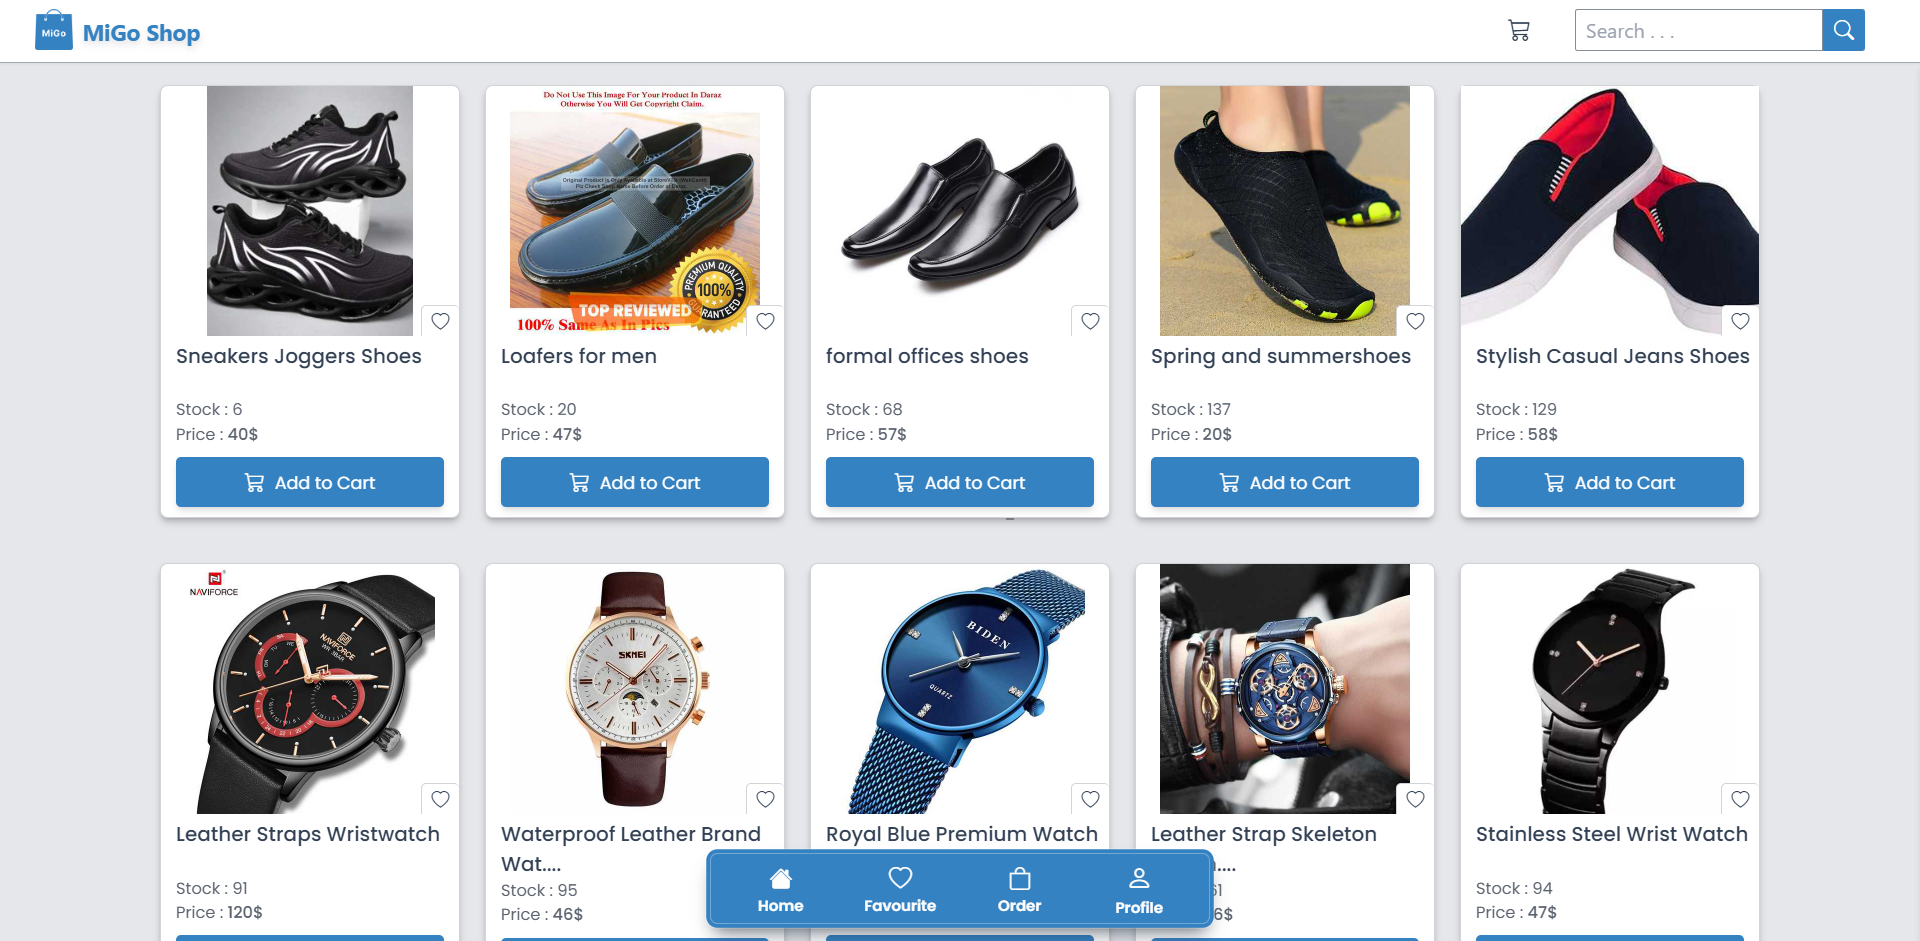 MiGo
MiGo Shop
Search . . .
Do Not Use This Image For Your Product In Daraz
Otherwise You Will Get Copyright Claim.
PREMIUM QUALITY
100%
GUARANTEED
TOP REVIEWED
100% Same As In Pics
Sneakers Joggers Shoes
Stock : 6
Price : 40$
Add to Cart
Loafers for men
Stock : 20
Price : 47$
Add to Cart
formal offices shoes
Stock : 68
Price : 57$
Add to Cart
Spring and summershoes
Stock : 137
Price : 20$
Add to Cart
Stylish Casual Jeans Shoes
Stock : 129
Price : 58$
Add to Cart
NAVIFORCE
NAVIFORCE
Leather Straps Wristwatch
Stock : 91
Price : 120$
SKMEI
Waterproof Leather Brand
Wat....
Stock : 95
Price : 46$
BIDEN
QUARTZ
Royal Blue Premium Watch
Leather Strap Skeleton
Stainless Steel Wrist Watch
Stock : 94
Price : 47$
Home
Favourite
Order
Profile